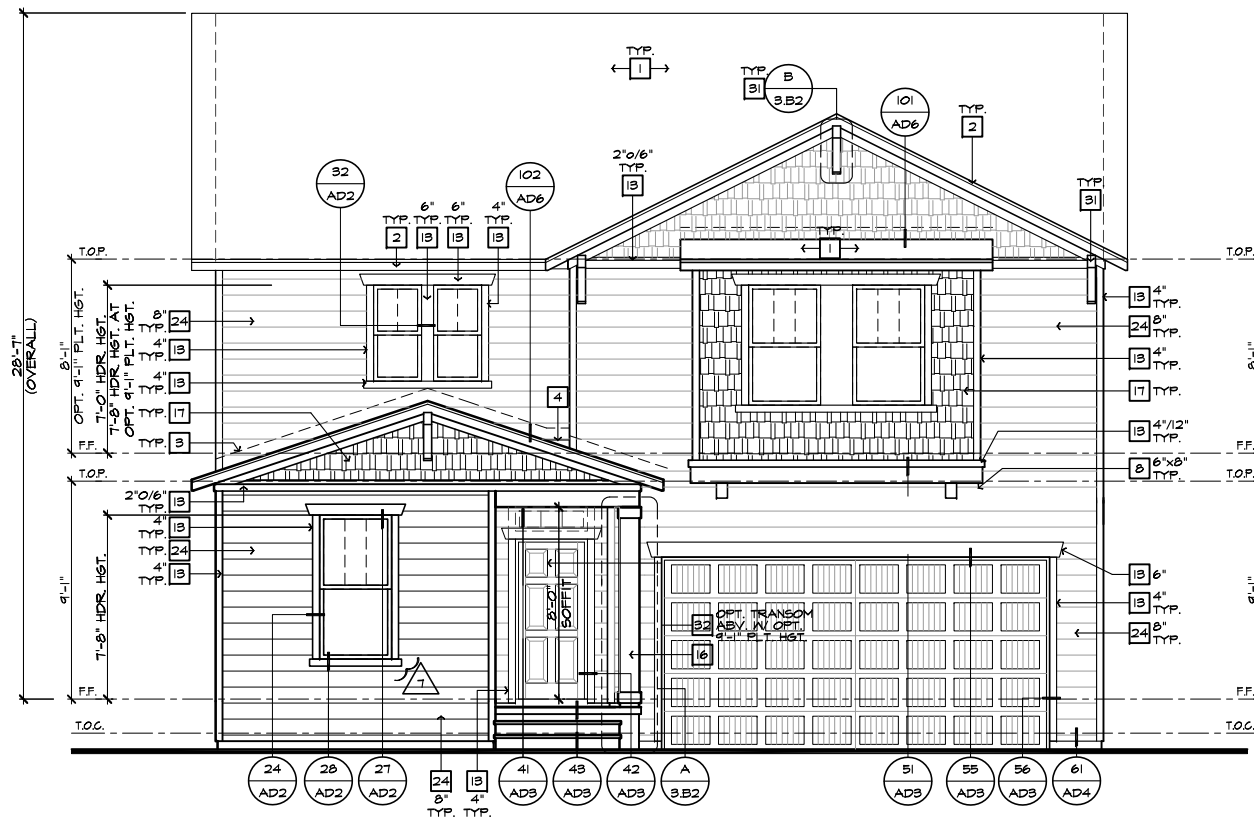 TYP.
1
TYP.
31
B
3.B2
101
AD6
TYP.
2
2"0/6"
TYP.
13
32
AD2
102
AD6
TYP.
2
6"
TYP.
13
6"
TYP.
13
4"
TYP.
13
TYP.
31
TYP.
1
T.O.P.
T.O.P.
28'-7"
(OVERALL)
8'-1"
OPT. 9'-1" PLT. HGT.
7'-0" HDR. HGT.
7'-8" HDR. HGT. AT
OPT. 9'-1" PLT. HGT.
8"
TYP.
24
4"
TYP.
13
4"
TYP.
13
TYP.
17
TYP.
3
4
13
4"
TYP.
24
8"
TYP.
13
4"
TYP.
17
TYP.
13
4"/12"
TYP.
8
6"x8"
TYP.
8'-1"
F.F.
F.F.
T.O.P.
T.O.P.
2"0/6"
TYP.
13
4"
TYP.
13
TYP.
24
4"
TYP.
13
9'-1"
7'-8" HDR. HGT.
8'-0"
SOFFIT
32
OPT. TRANSOM
ABV. W/ OPT.
9'-1" PLT. HGT.
16
7
13
6"
13
4"
TYP.
24
8"
TYP.
9'-1"
F.F.
F.F.
T.O.C.
T.O.C.
24
AD2
28
AD2
27
AD2
24
8"
TYP.
13
4"
TYP.
41
AD3
43
AD3
42
AD3
A
3.B2
51
AD3
55
AD3
56
AD3
61
AD4